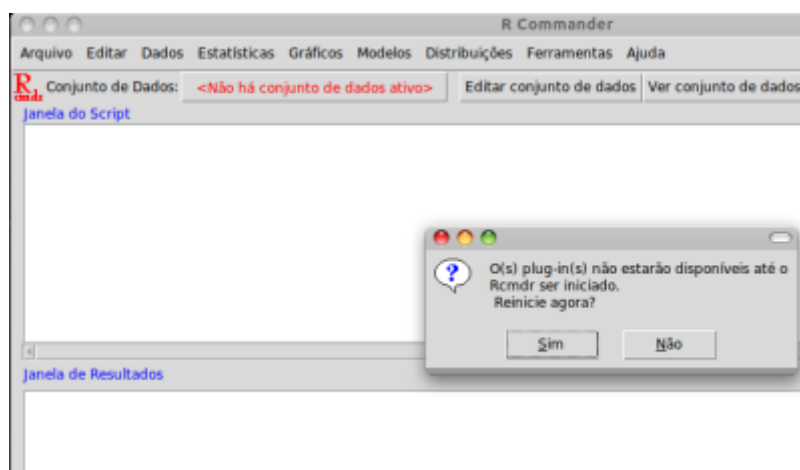 R Commander
Arquivo Editar Dados Estatísticas Gráficos Modelos Distribuições Ferramentas Ajuda
R cmdr Conjunto de Dados: <Não há conjunto de dados ativo> Editar conjunto de dados Ver conjunto de dados
Janela do Script
O(s) plug-in(s) não estarão disponíveis até o
Rcmdr ser iniciado.
Reinicie agora?
Sim Não
Janela de Resultados